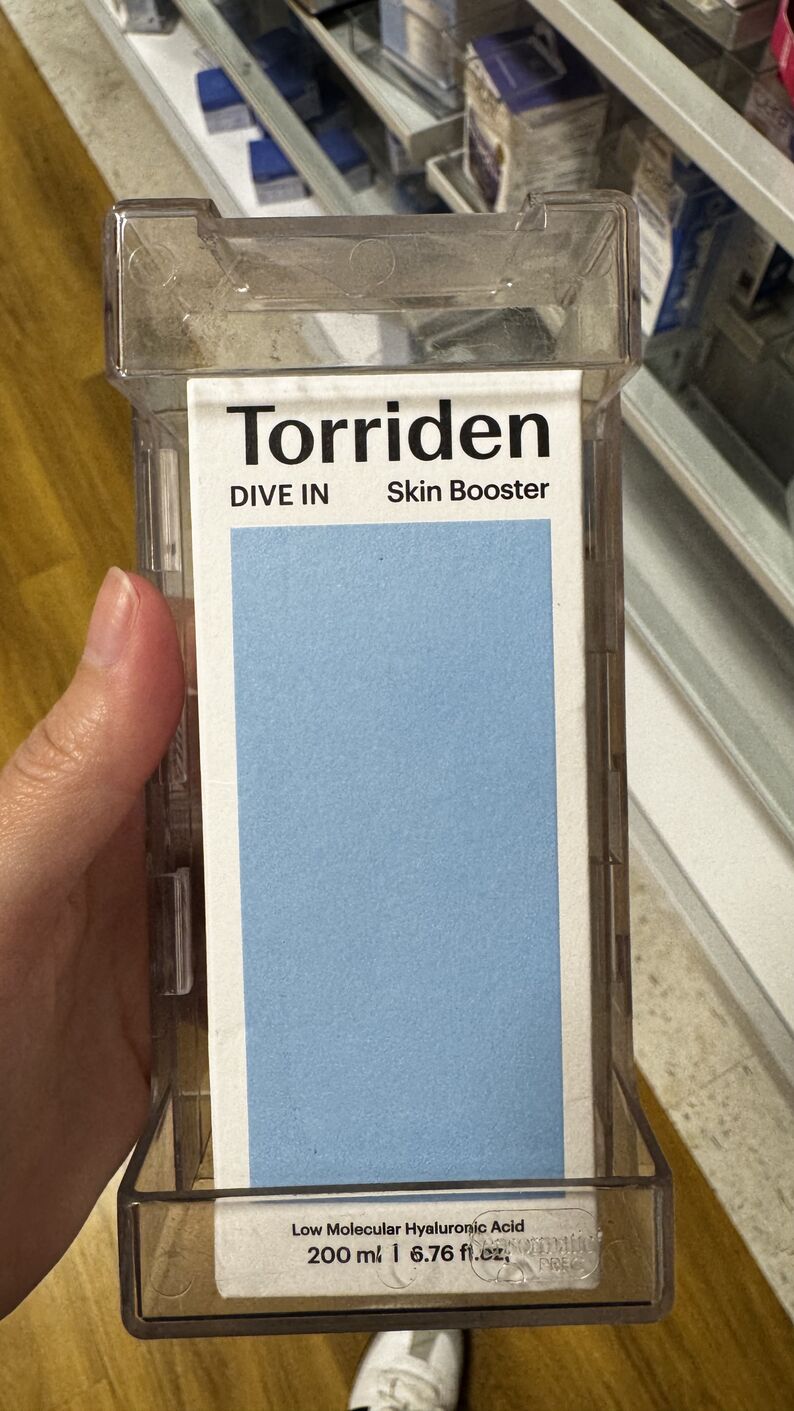 Torriden
DIVE IN Skin Booster
Low Molecular Hyaluronic Acid
200 ml | 6.76 fl.oz.